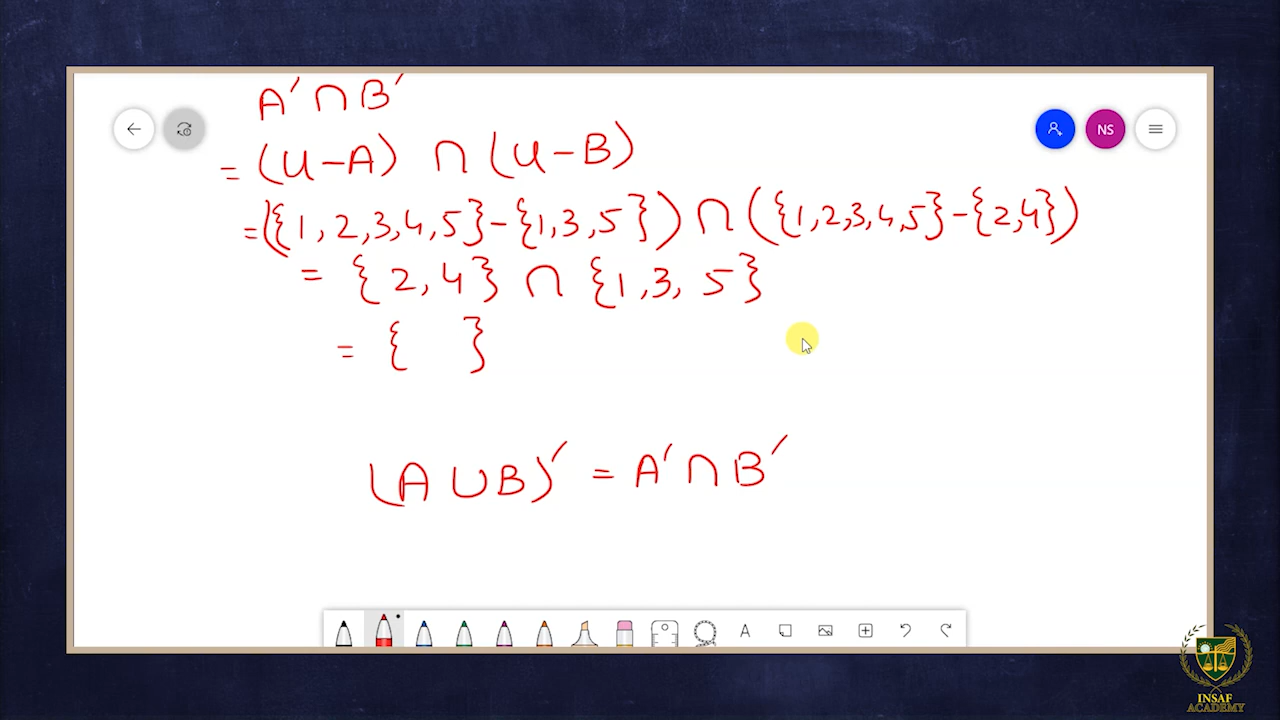 A′ ∩ B′
= (U − A) ∩ (U − B)
= ({1, 2, 3, 4, 5} − {1, 3, 5}) ∩ ({1, 2, 3, 4, 5} − {2, 4})
= {2, 4} ∩ {1, 3, 5}
= { }
(A ∪ B)′ = A′ ∩ B′
NS
A
INSAF
ACADEMY